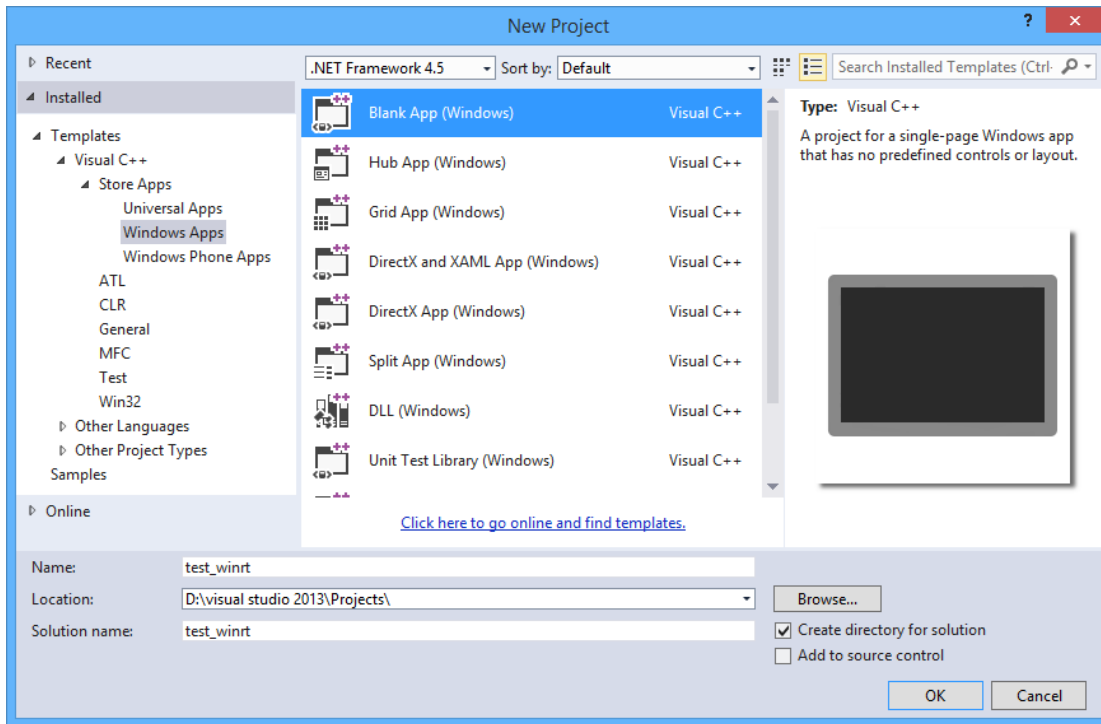 New Project
?
Recent
Installed
Templates
Visual C++
Store Apps
Universal Apps
Windows Apps
Windows Phone Apps
ATL
CLR
General
MFC
Test
Win32
Other Languages
Other Project Types
Samples
Online
.NET Framework 4.5 Sort by: Default
Search Installed Templates (Ctrl-
Blank App (Windows) Visual C++
Hub App (Windows) Visual C++
Grid App (Windows) Visual C++
DirectX and XAML App (Windows) Visual C++
DirectX App (Windows) Visual C++
Split App (Windows) Visual C++
DLL (Windows) Visual C++
Unit Test Library (Windows) Visual C++
Click here to go online and find templates.
Type: Visual C++
A project for a single-page Windows app
that has no predefined controls or layout.
Name: test_winrt
Location: D:\visual studio 2013\Projects\
Browse...
Solution name: test_winrt
Create directory for solution
Add to source control
OK Cancel